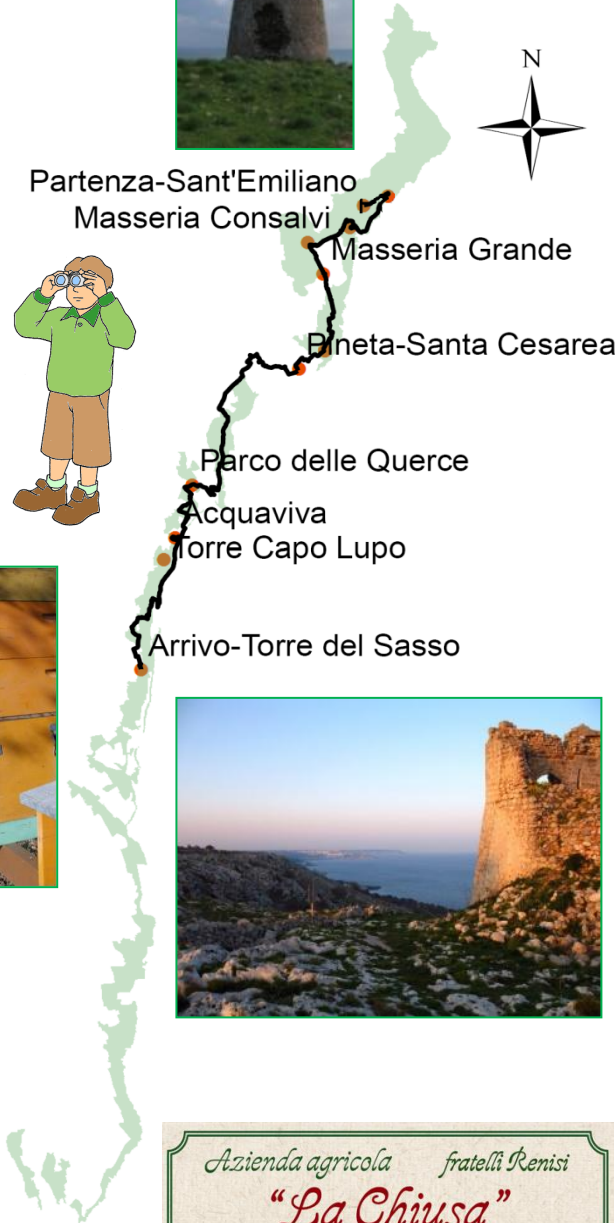 N
Partenza-Sant'Emiliano
Masseria Consalvi
Masseria Grande
Pineta-Santa Cesarea
Parco delle Querce
Acquaviva
Torre Capo Lupo
Arrivo-Torre del Sasso
Azienda agricola fratelli Renisi
"La Chiusa"